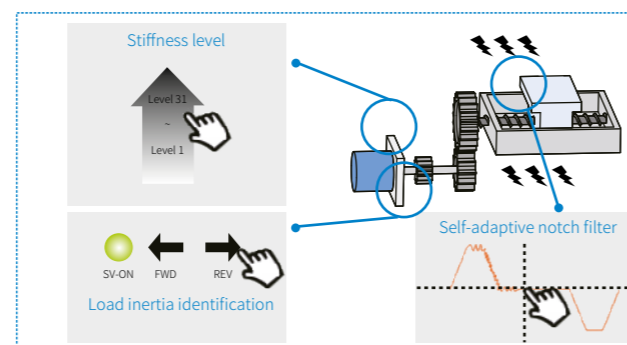 Stiffness level
Level 31
~
Level 1
SV-ON FWD REV
Load inertia identification
Self-adaptive notch filter